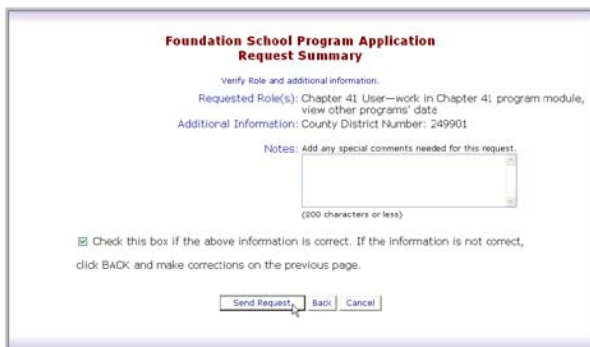 Foundation School Program Application
Request Summary
Verify Role and additional information.
Requested Role(s): Chapter 41 User—work in Chapter 41 program module,
view other programs' data
Additional Information: County District Number: 249901
Notes: Add any special comments needed for this request.
(200 characters or less)
Check this box if the above information is correct. If the information is not correct,
click BACK and make corrections on the previous page.
Send Request Back Cancel